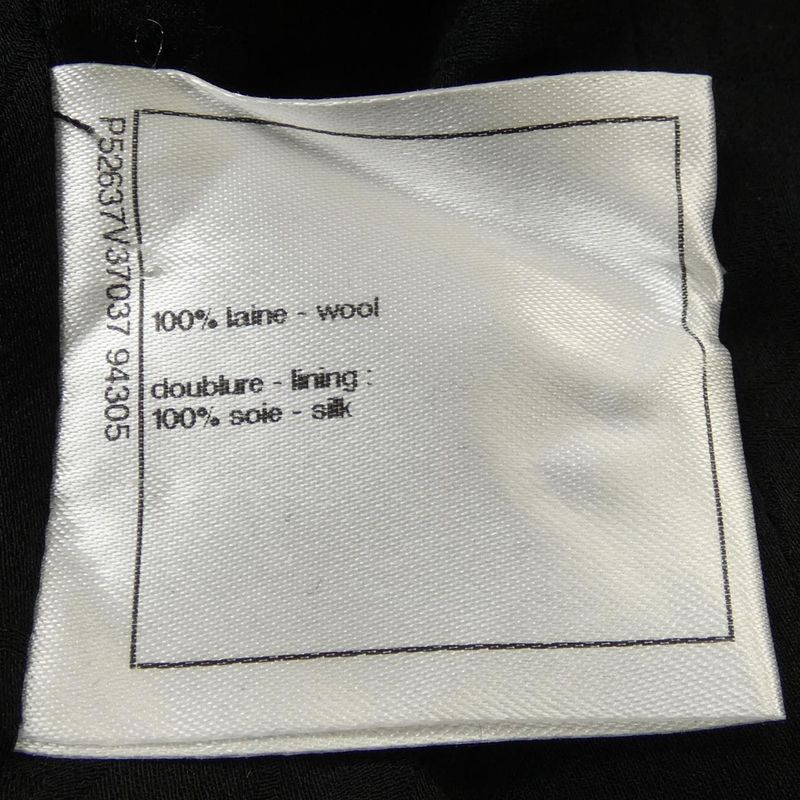 P52637V37037 94305
100% laine - wool
doublure - lining :
100% soie - silk